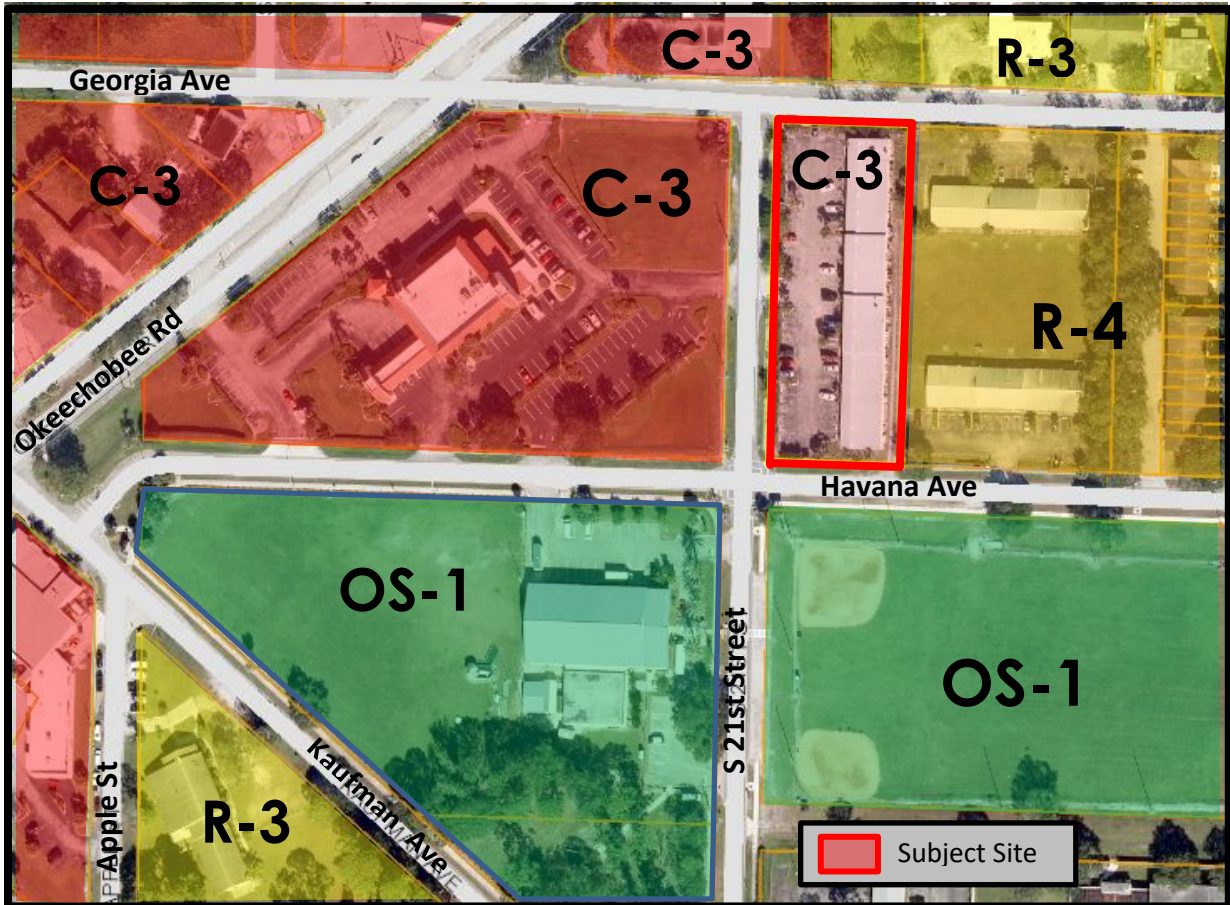 C-3
R-3
Georgia Ave
C-3
C-3
C-3
R-4
Okeechobee Rd
Havana Ave
OS-1
S 21st Street
OS-1
Kaufman Ave
Apple St
R-3
Subject Site